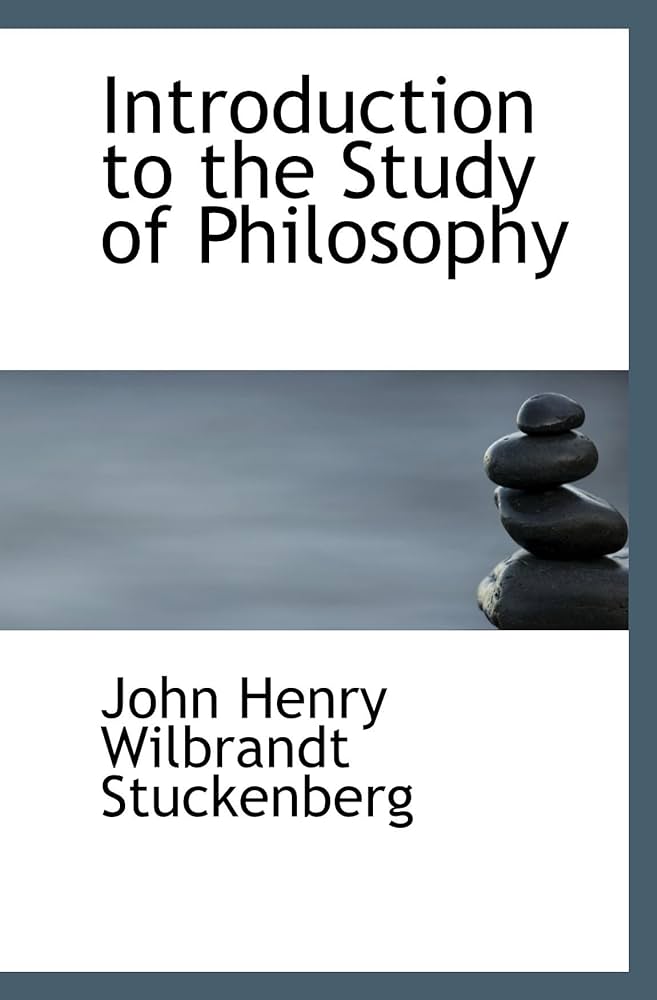 Introduction
to the Study
of Philosophy
John Henry
Wilbrandt
Stuckenberg